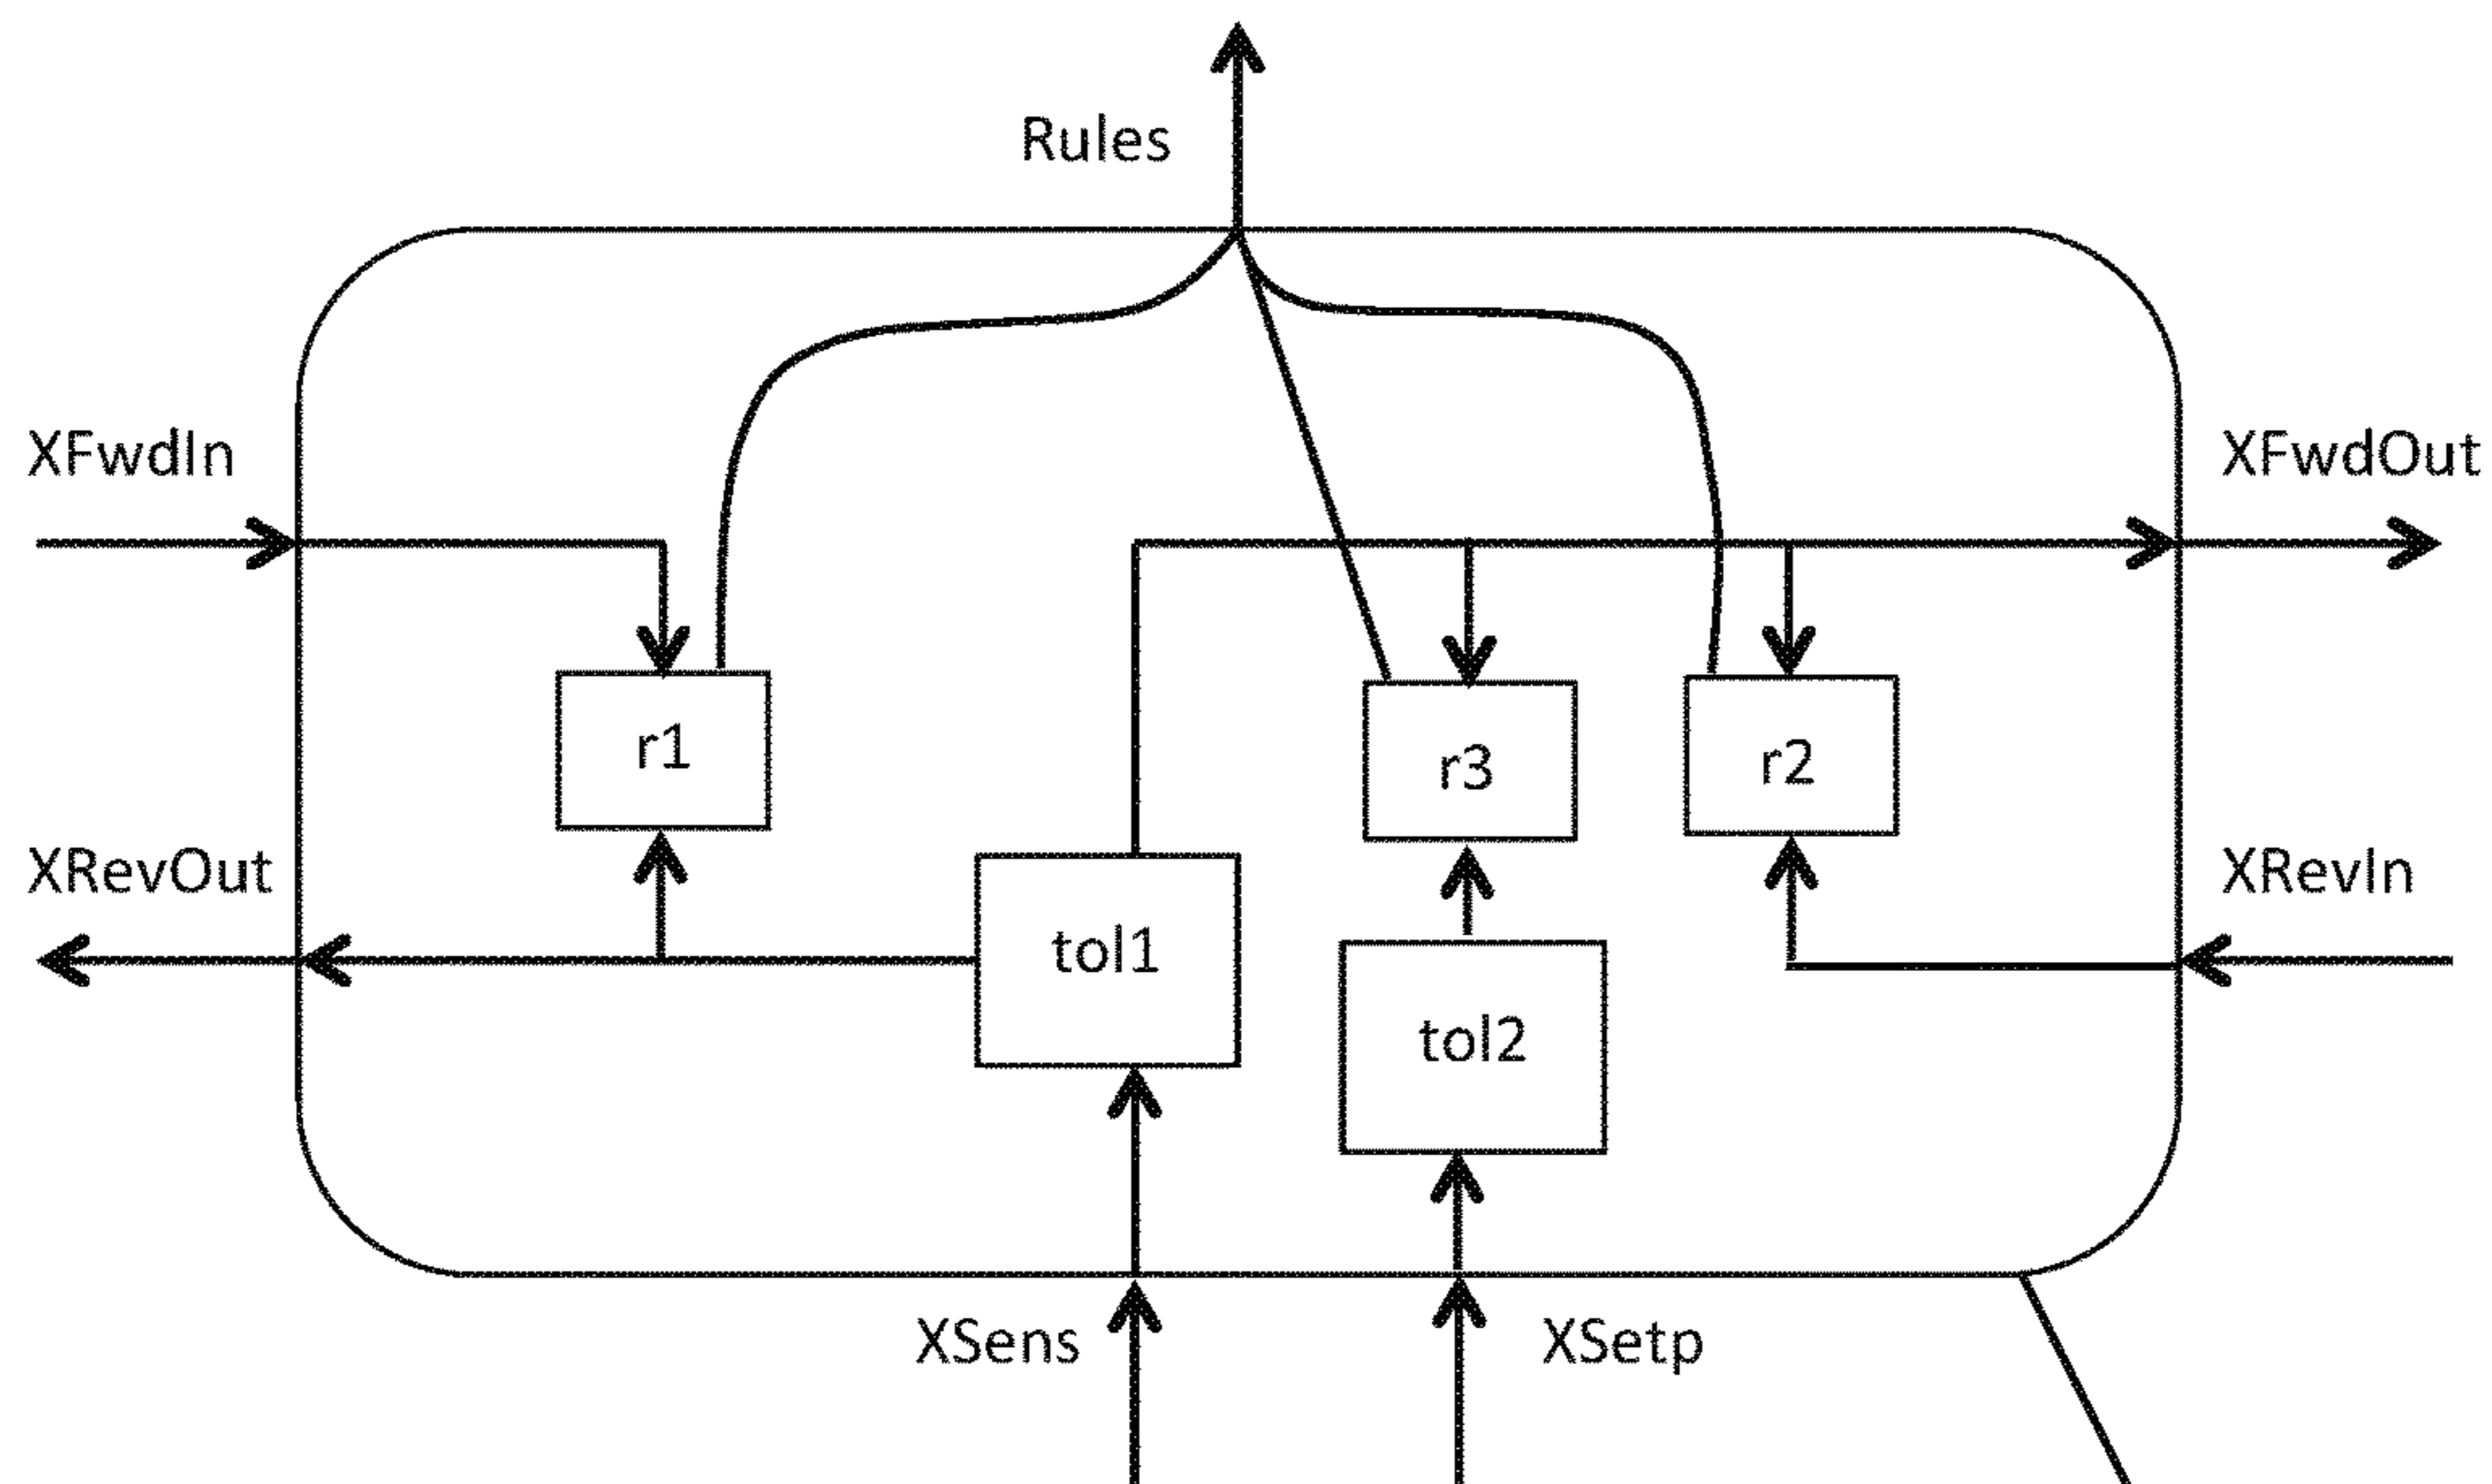 Rules
XFwdIn
XFwdOut
r1
r3
r2
XRevOut
tol1
XRevIn
tol2
XSens
XSetp